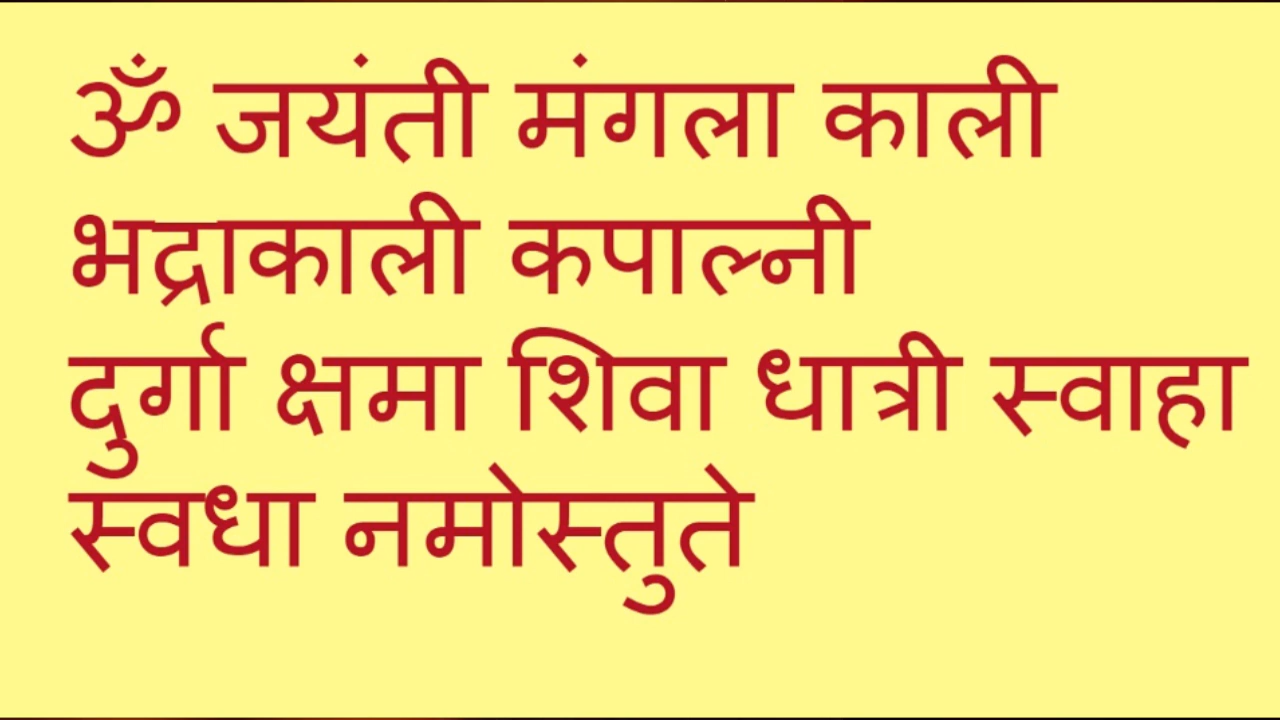 ॐ जयंती मंगला काली
भद्राकाली कपाल्नी
दुर्गा क्षमा शिवा धात्री स्वाहा
स्वधा नमोस्तुते